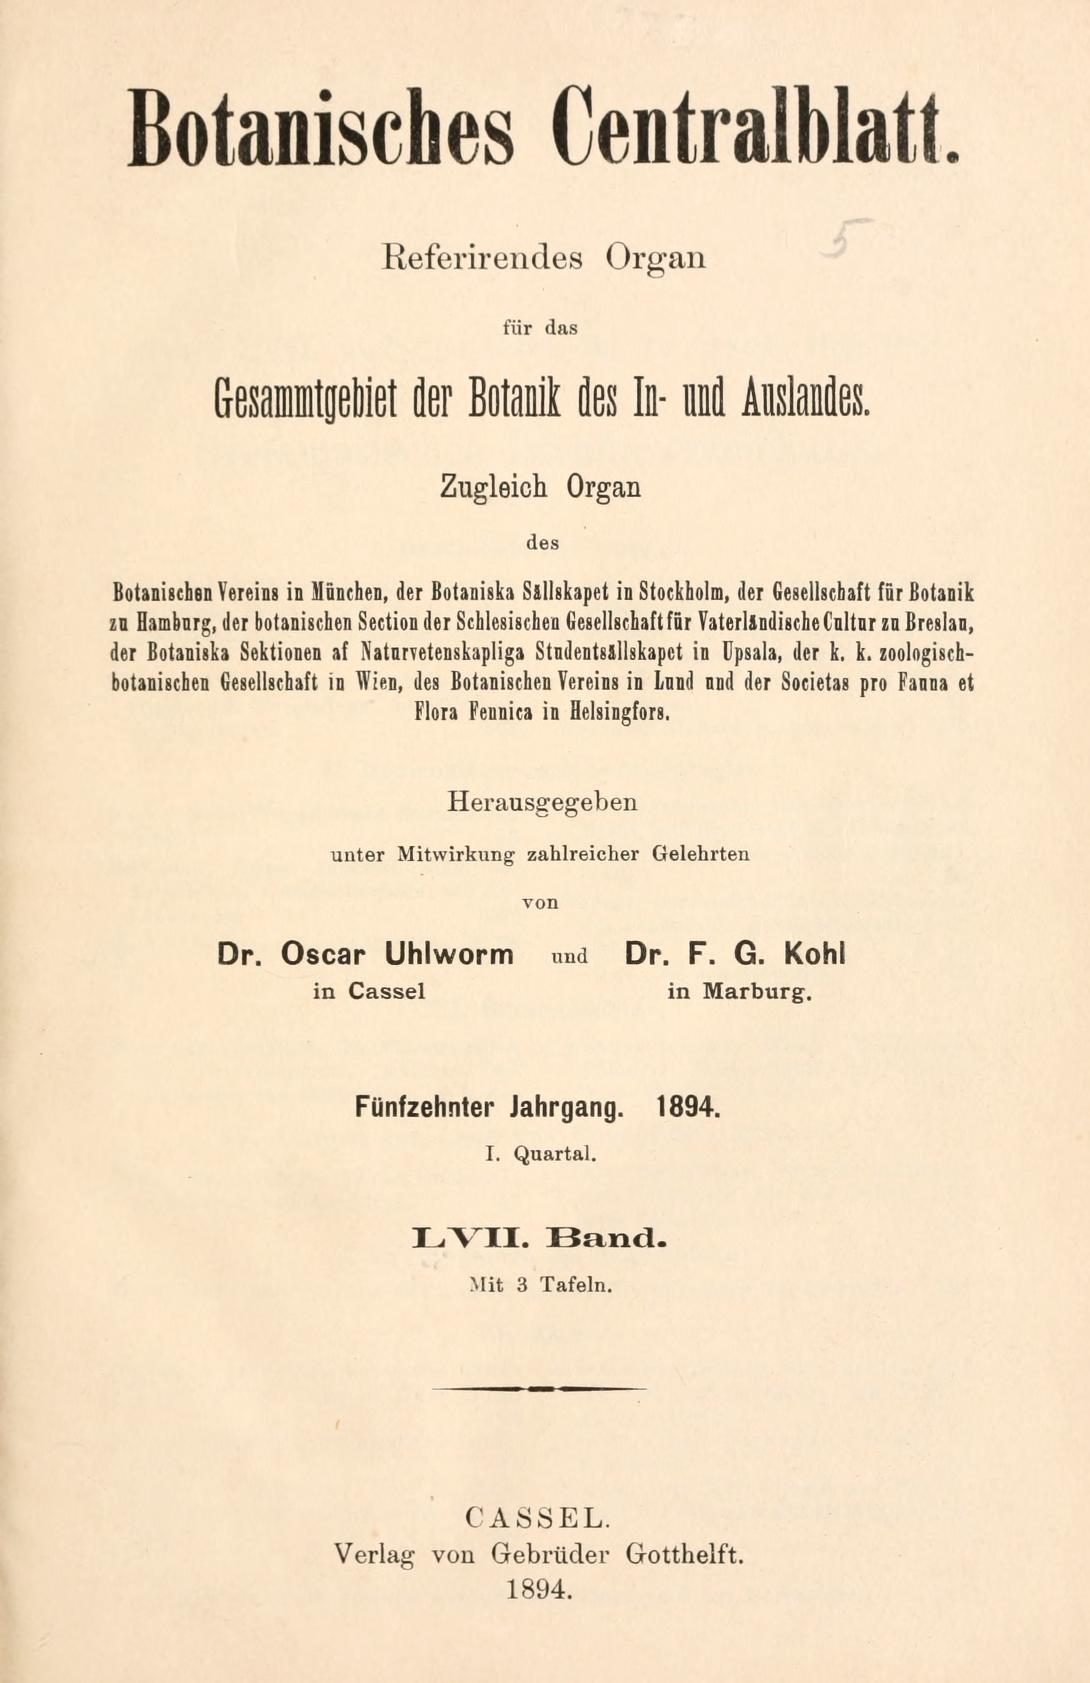 Botanisches Centralblatt.
5
Referirendes Organ
für das
Gesammtgebiet der Botanik des In- und Auslandes.
Zugleich Organ
des
Botanischen Vereins in München, der Botaniska Sällskapet in Stockholm, der Gesellschaft für Botanik
zu Hamburg, der botanischen Section der Schlesischen Gesellschaft für Vaterländische Cultur zu Breslau,
der Botaniska Sektionen af Naturvetenskapliga Studentsällskapet in Upsala, der k. k. zoologisch-
botanischen Gesellschaft in Wien, des Botanischen Vereins in Lund und der Societas pro Fauna et
Flora Fennica in Helsingfors.
Herausgegeben
unter Mitwirkung zahlreicher Gelehrten
von
Dr. Oscar Uhlworm und Dr. F. G. Kohl
in Cassel in Marburg.
Fünfzehnter Jahrgang. 1894.
I. Quartal.
LVII. Band.
Mit 3 Tafeln.
CASSEL.
Verlag von Gebrüder Gotthelft.
1894.